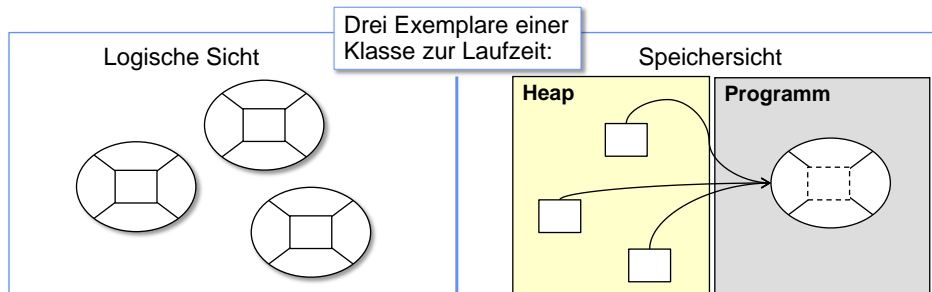 Drei Exemplare einer
Klasse zur Laufzeit:
Logische Sicht
Speichersicht
Heap
Programm